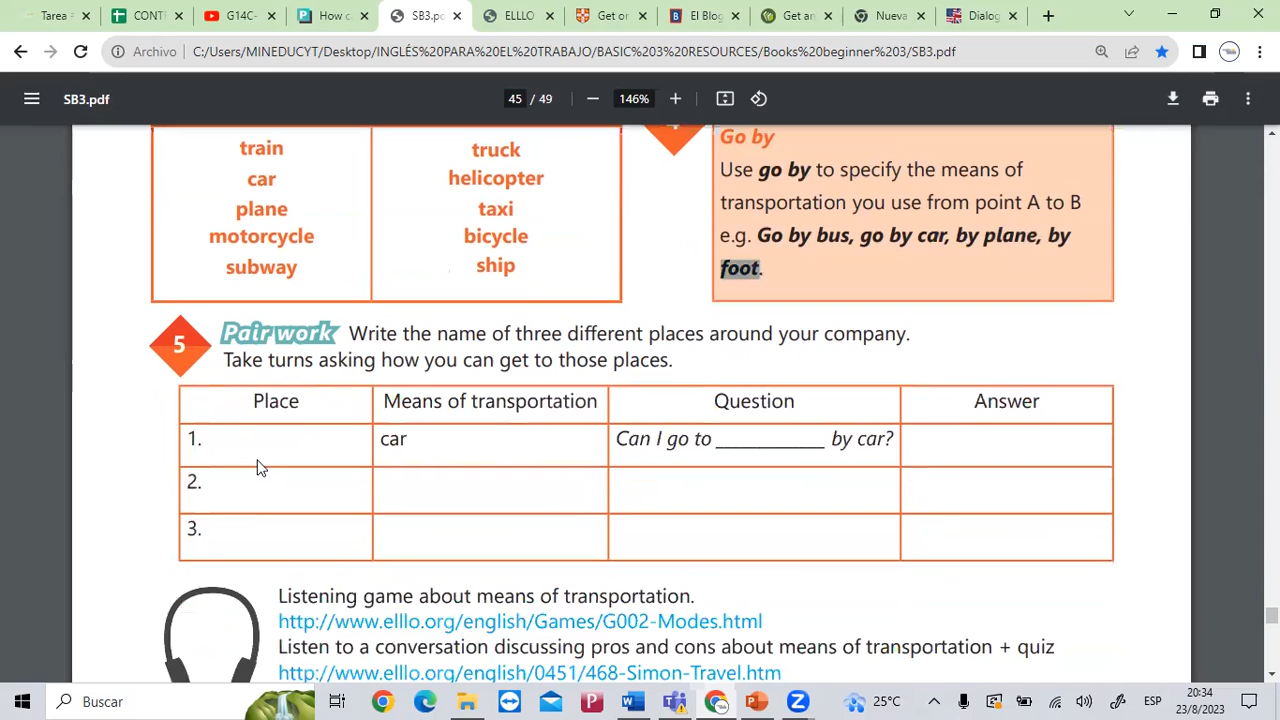 Tarea a
CONTR
G14C-
How ca
SB3.pd
ELLLO
Get or
El Blog
Get an
Nueva
Dialog
Archivo
C:/Users/MINEDUCYT/Desktop/INGLÉS%20PARA%20EL%20TRABAJO/BASIC%203%20RESOURCES/Books%20beginner%203/SB3.pdf
SB3.pdf
45 / 49
146%
Go by
train
truck
Use go by to specify the means of
car
helicopter
transportation you use from point A to B
plane
taxi
e.g. Go by bus, go by car, by plane, by
motorcycle
bicycle
foot.
subway
ship
5
Pair work Write the name of three different places around your company.
Take turns asking how you can get to those places.
Place
Means of transportation
Question
Answer
1.
car
Can I go to ____________ by car?
2.
3.
Listening game about means of transportation.
http://www.elllo.org/english/Games/G002-Modes.html
Listen to a conversation discussing pros and cons about means of transportation + quiz
http://www.elllo.org/english/0451/468-Simon-Travel.htm
Buscar
25°C
ESP
20:34
23/8/2023